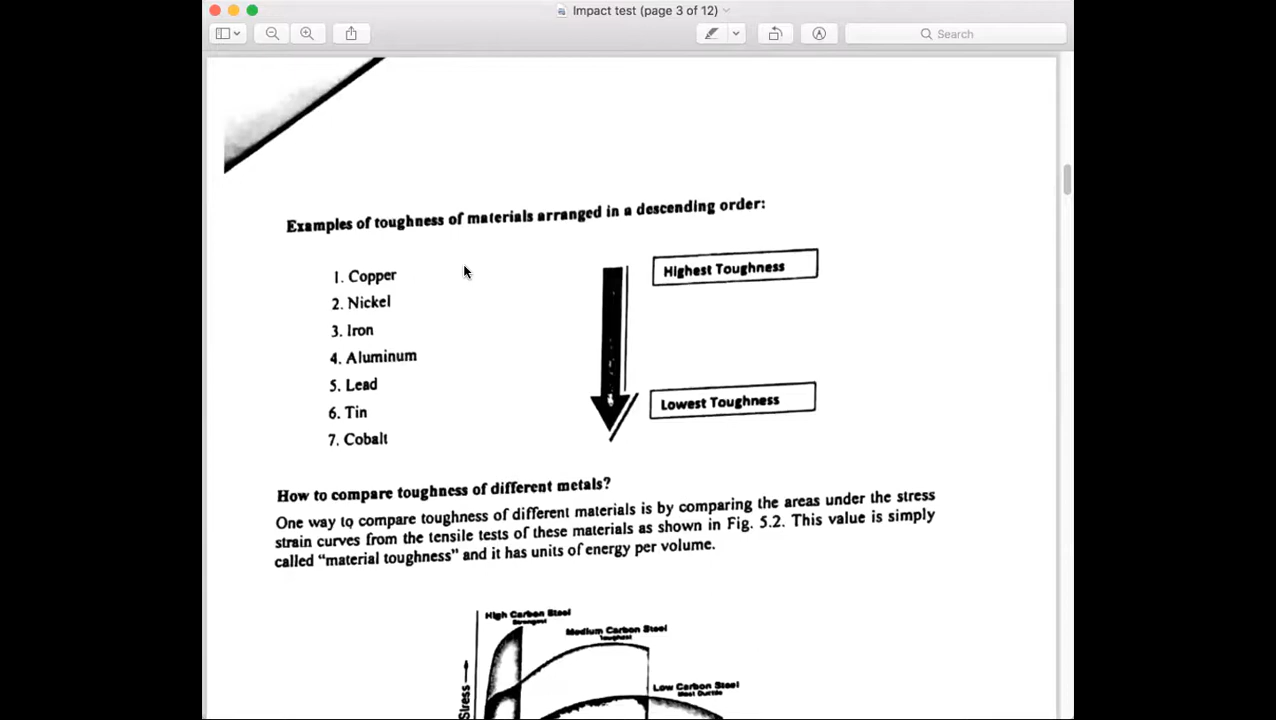 Impact test (page 3 of 12)
Search
Examples of toughness of materials arranged in a descending order:
1. Copper
2. Nickel
3. Iron
4. Aluminum
5. Lead
6. Tin
7. Cobalt
Highest Toughness
Lowest Toughness
How to compare toughness of different metals?
One way to compare toughness of different materials is by comparing the areas under the stress
strain curves from the tensile tests of these materials as shown in Fig. 5.2. This value is simply
called “material toughness” and it has units of energy per volume.
High Carbon Steel
Strongest
Medium Carbon Steel
Toughest
Low Carbon Steel
Most Ductile
Stress